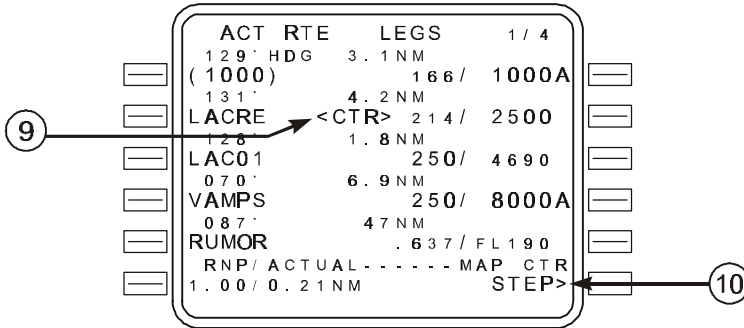 ACT RTE LEGS 1/4
129` HDG 3.1NM
(1000) 166/ 1000A
131` 4.2NM
LACRE <CTR> 214/ 2500
128` 1.8NM
LAC01 250/ 4690
070` 6.9NM
VAMPS 250/ 8000A
087` 47NM
RUMOR .637/FL190
RNP/ACTUAL------MAP CTR
1.00/0.21NM STEP>
9
10